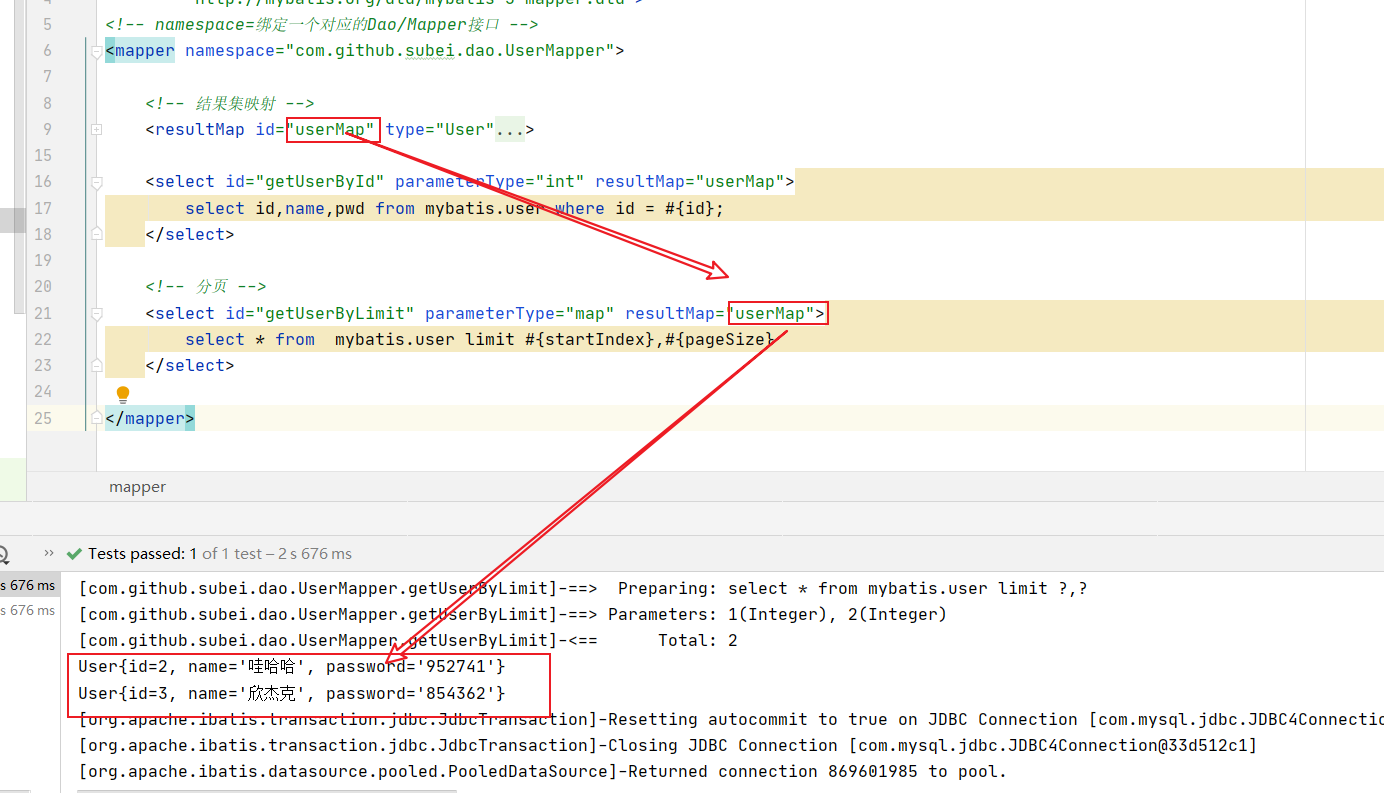 4 http://mybatis.org/dtd/mybatis-3-mapper.dtd">
5 <!-- namespace=绑定一个对应的Dao/Mapper接口 -->
6 <mapper namespace="com.github.subei.dao.UserMapper">
7
8 <!-- 结果集映射 -->
9 <resultMap id="userMap" type="User"...>
15
16 <select id="getUserById" parameterType="int" resultMap="userMap">
17 select id,name,pwd from mybatis.user where id = #{id};
18 </select>
19
20 <!-- 分页 -->
21 <select id="getUserByLimit" parameterType="map" resultMap="userMap">
22 select * from  mybatis.user limit #{startIndex},#{pageSize}
23 </select>
24
25 </mapper>
mapper
Tests passed: 1 of 1 test – 2 s 676 ms
s 676 ms
s 676 ms
[com.github.subei.dao.UserMapper.getUserByLimit]-==>  Preparing: select * from mybatis.user limit ?,?
[com.github.subei.dao.UserMapper.getUserByLimit]-==> Parameters: 1(Integer), 2(Integer)
[com.github.subei.dao.UserMapper.getUserByLimit]-<==      Total: 2
User{id=2, name='哇哈哈', password='952741'}
User{id=3, name='欣杰克', password='854362'}
[org.apache.ibatis.transaction.jdbc.JdbcTransaction]-Resetting autocommit to true on JDBC Connection [com.mysql.jdbc.JDBC4Connectio
[org.apache.ibatis.transaction.jdbc.JdbcTransaction]-Closing JDBC Connection [com.mysql.jdbc.JDBC4Connection@33d512c1]
[org.apache.ibatis.datasource.pooled.PooledDataSource]-Returned connection 869601985 to pool.